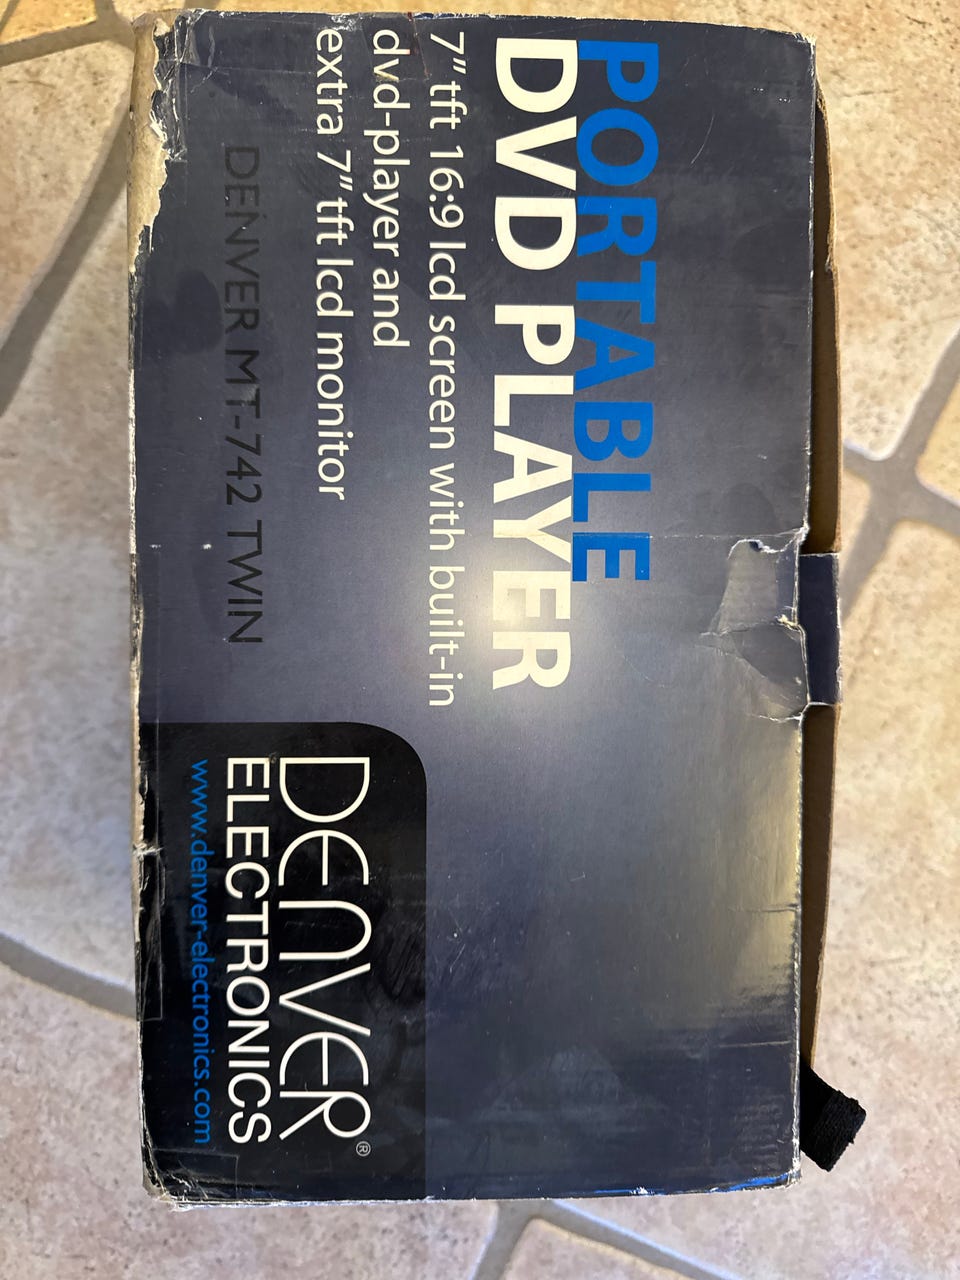 PORTABLE
DVD PLAYER
7" tft 16:9 lcd screen with built-in
dvd-player and
extra 7" tft lcd monitor
DENVER MT-742 TWIN
DENVER®
ELECTRONICS
www.denver-electronics.com